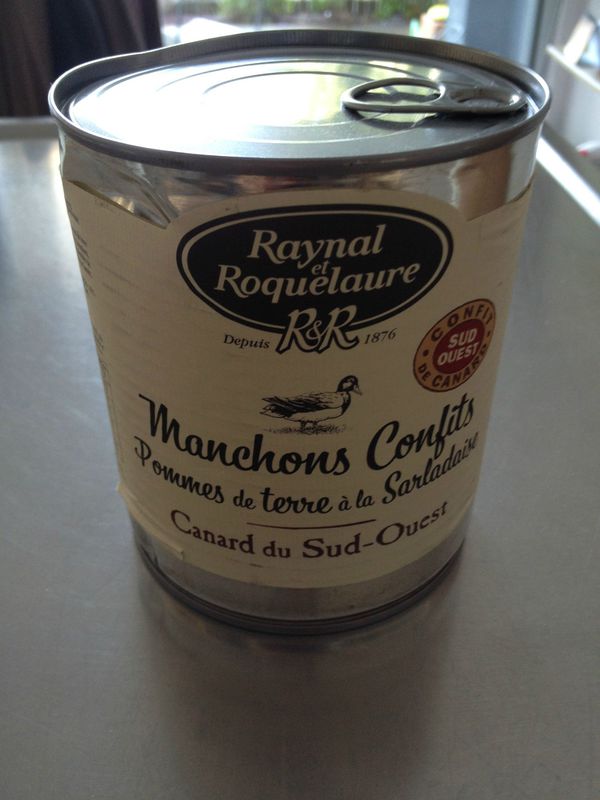 Raynal
et
Roquelaure
Depuis R&R 1876
CONFIT
SUD
OUEST
DE CANARD
Manchons Confits
Pommes de terre à la Sarladaise
Canard du Sud-Ouest